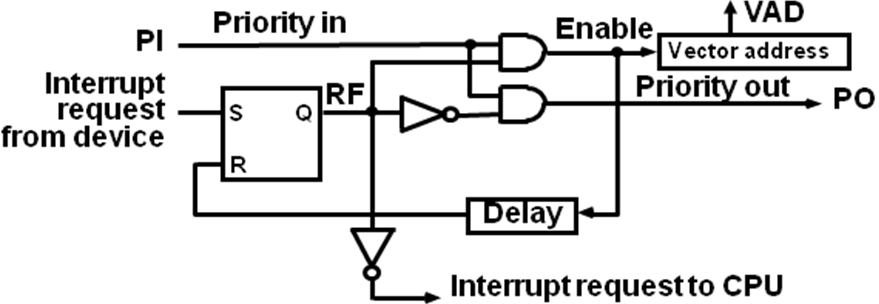 VAD
Priority in
Enable
PI
Vector address
Interrupt
request
from device
RF
Priority out
PO
S
Q
R
Delay
Interrupt request to CPU